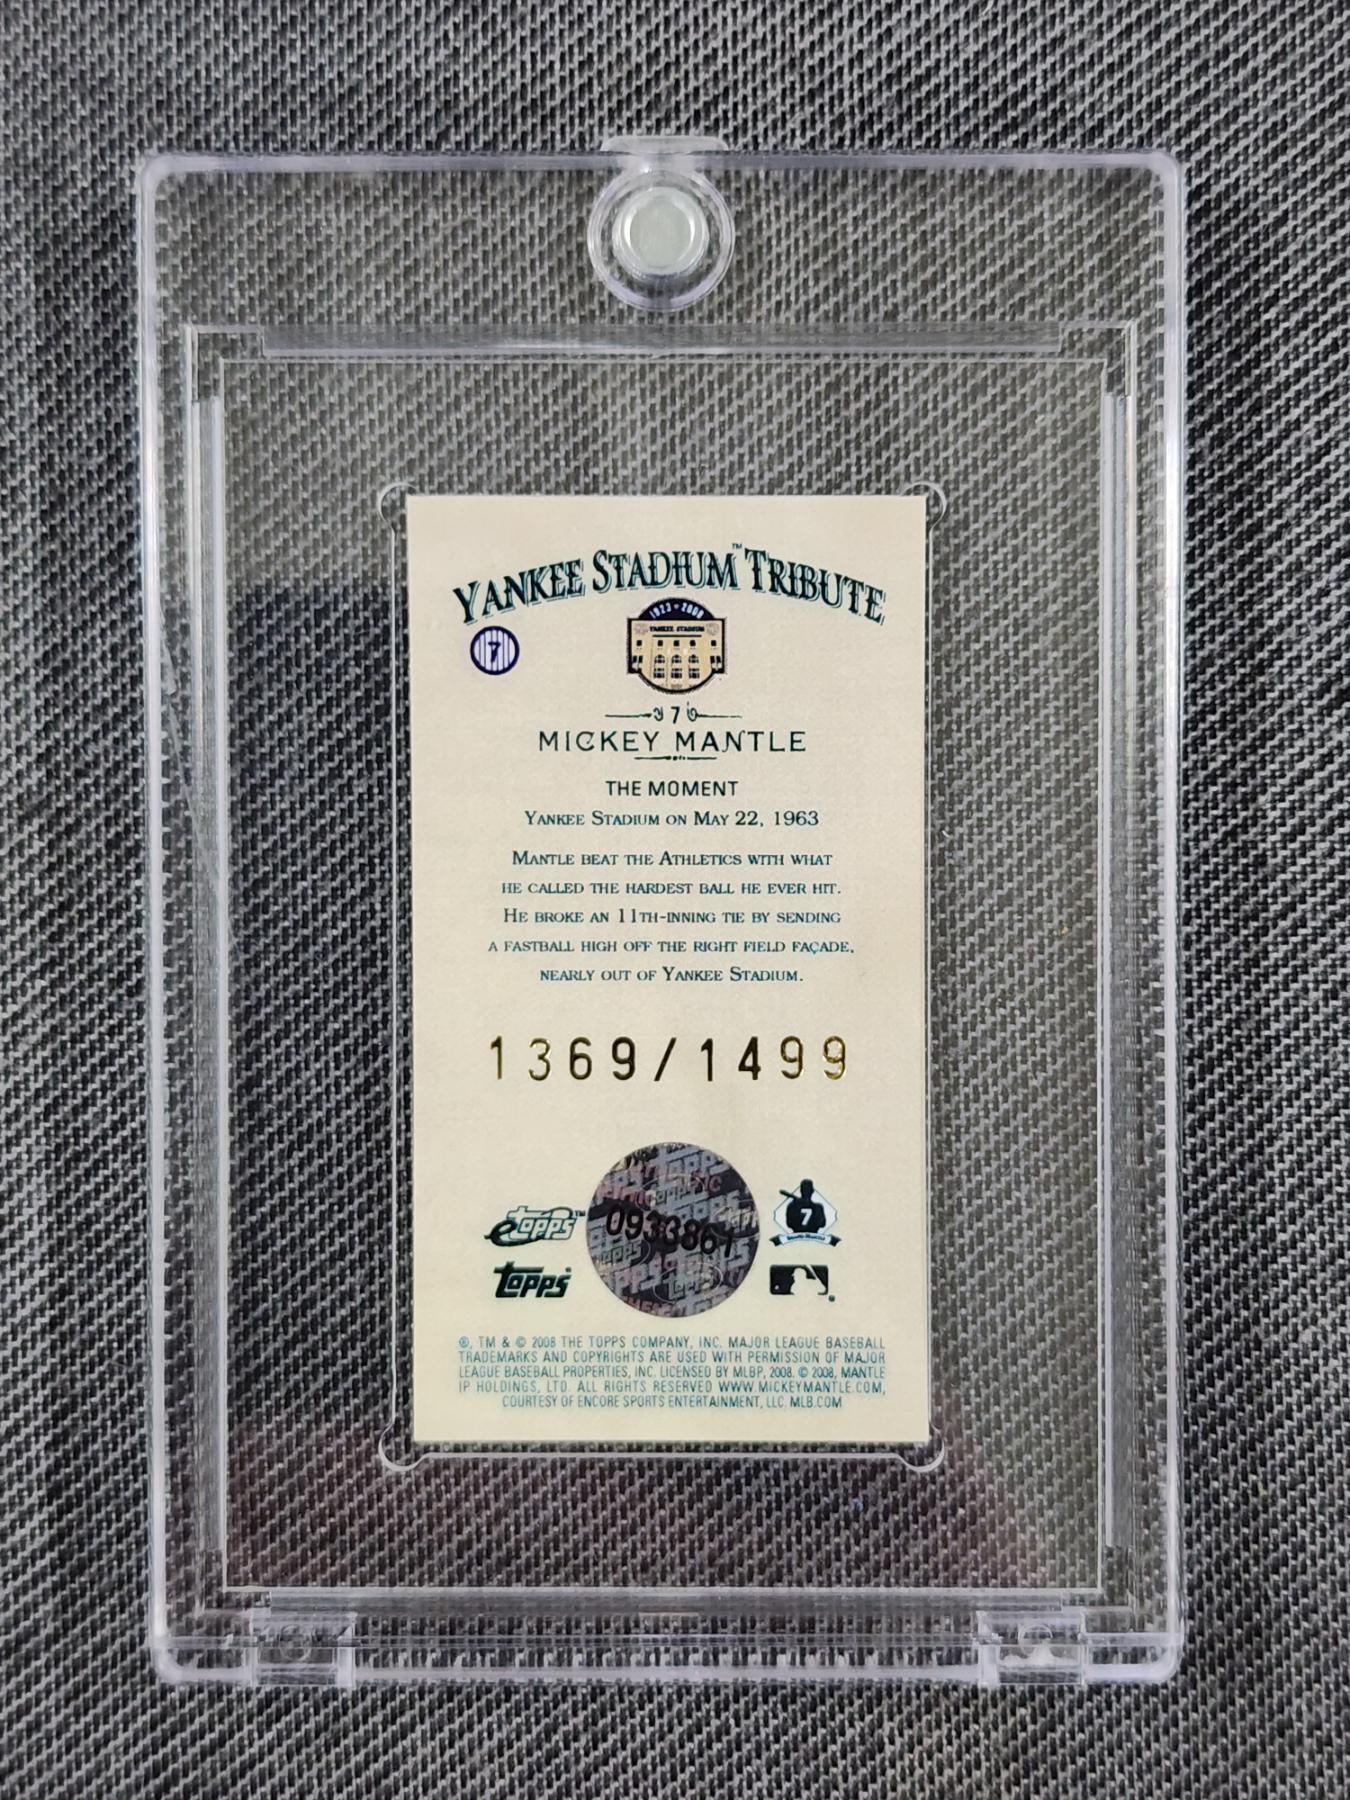 YANKEE STADIUM™ TRIBUTE
1923 • 2008
YANKEE STADIUM
7
7
MICKEY MANTLE
THE MOMENT
YANKEE STADIUM ON MAY 22, 1963
MANTLE BEAT THE ATHLETICS WITH WHAT
HE CALLED THE HARDEST BALL HE EVER HIT.
HE BROKE AN 11TH-INNING TIE BY SENDING
A FASTBALL HIGH OFF THE RIGHT FIELD FAÇADE,
NEARLY OUT OF YANKEE STADIUM.
1369/1499
eTopps™
0933867
7
Topps®
®, TM & © 2008 THE TOPPS COMPANY, INC. MAJOR LEAGUE BASEBALL
TRADEMARKS AND COPYRIGHTS ARE USED WITH PERMISSION OF MAJOR
LEAGUE BASEBALL PROPERTIES, INC. LICENSED BY MLBP, 2008. © 2008, MANTLE
IP HOLDINGS, LTD. ALL RIGHTS RESERVED WWW.MICKEYMANTLE.COM,
COURTESY OF ENCORE SPORTS ENTERTAINMENT, LLC. MLB.COM